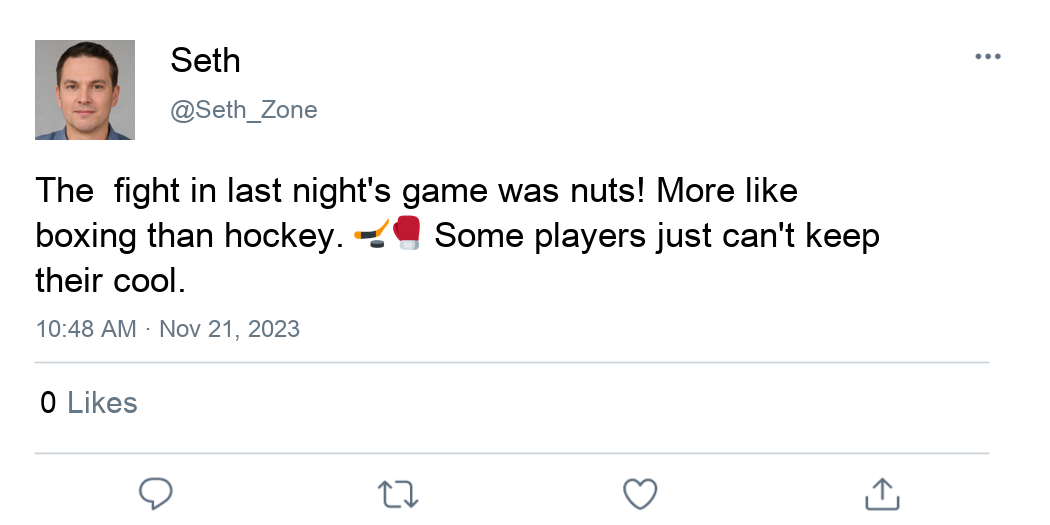 Seth
@Seth_Zone
The  fight in last night's game was nuts! More like
boxing than hockey. 🏒🥊 Some players just can't keep
their cool.
10:48 AM · Nov 21, 2023
0 Likes